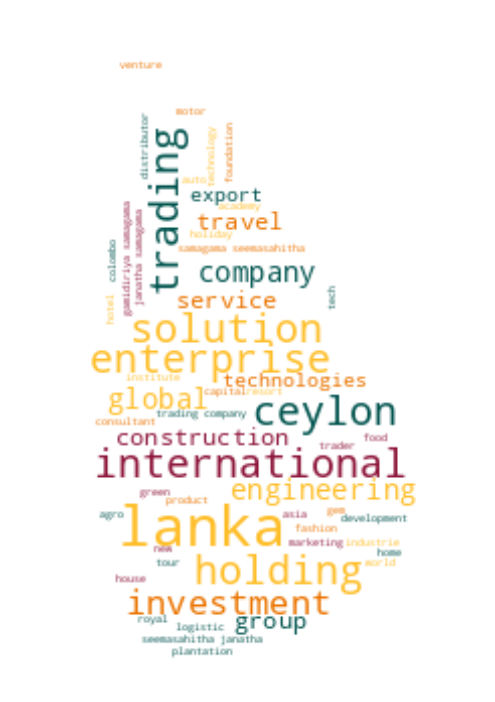 venture
motor
distributor
trading
technology
foundation
auto
export
academy
travel
holiday
gamidiriya samagama
janatha samagama
colombo
samagama seemasahitha
company
tech
hotel
service
solution
enterprise
institute
technologies
global
capital
resort
trading company
ceylon
consultant
construction
trader
food
international
green
engineering
product
agro
lanka
asia
gem
development
fashion
new
marketing
industrie
home
tour
holding
world
house
investment
royal
logistic
group
seemasahitha janatha
plantation